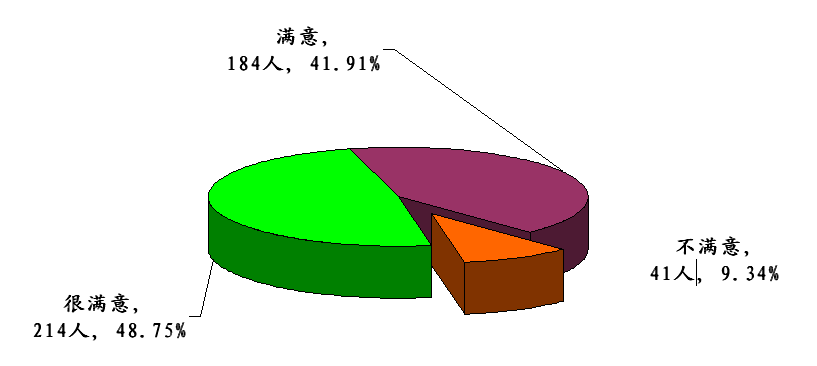 满意,
184人, 41.91%
不满意,
41人, 9.34%
很满意,
214人, 48.75%